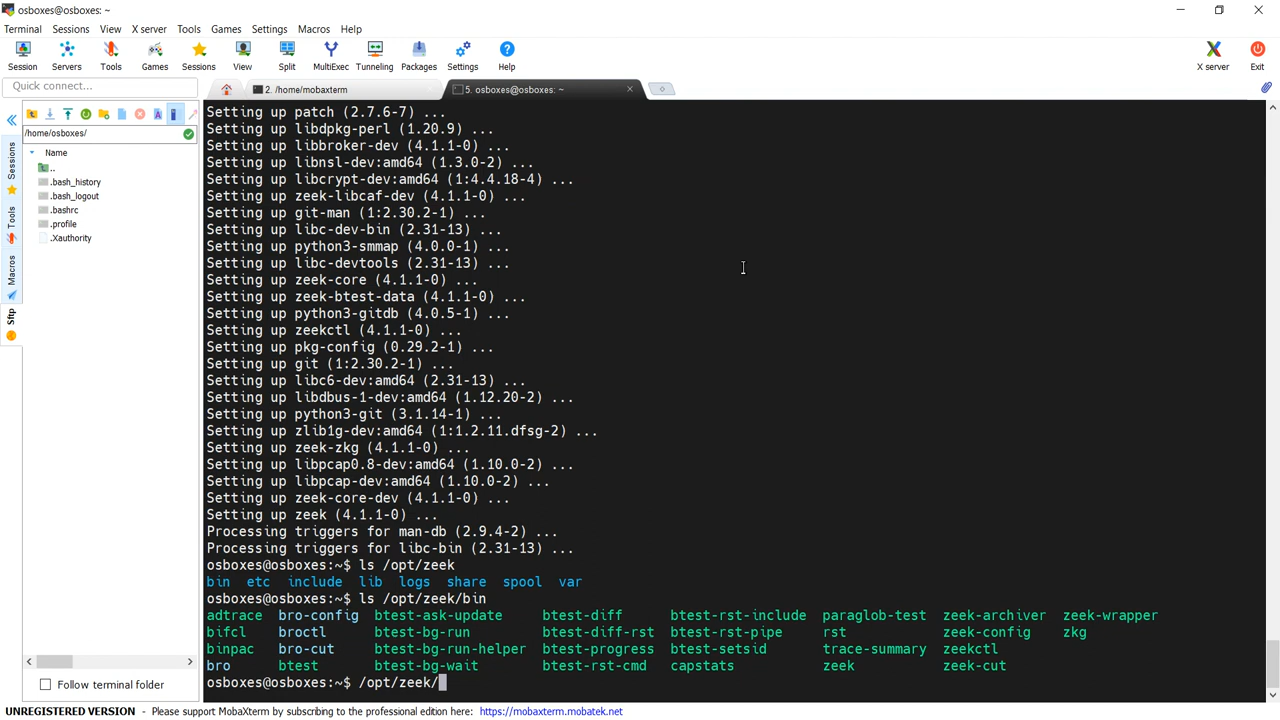 osboxes@osboxes: ~
Terminal Sessions View X server Tools Games Settings Macros Help
Session Servers Tools Games Sessions View Split MultiExec Tunneling Packages Settings Help X server Exit
Quick connect...
2. /home/mobaxterm
5. osboxes@osboxes: ~
/home/osboxes/
Name
..
.bash_history
.bash_logout
.bashrc
.profile
.Xauthority
Sessions
Tools
Macros
Sftp
Follow terminal folder
Setting up patch (2.7.6-7) ...
Setting up libdpkg-perl (1.20.9) ...
Setting up libbroker-dev (4.1.1-0) ...
Setting up libnsl-dev:amd64 (1.3.0-2) ...
Setting up libcrypt-dev:amd64 (1:4.4.18-4) ...
Setting up zeek-libcaf-dev (4.1.1-0) ...
Setting up git-man (1:2.30.2-1) ...
Setting up libc-dev-bin (2.31-13) ...
Setting up python3-smmap (4.0.0-1) ...
Setting up libc-devtools (2.31-13) ...
Setting up zeek-core (4.1.1-0) ...
Setting up zeek-btest-data (4.1.1-0) ...
Setting up python3-gitdb (4.0.5-1) ...
Setting up zeekctl (4.1.1-0) ...
Setting up pkg-config (0.29.2-1) ...
Setting up git (1:2.30.2-1) ...
Setting up libc6-dev:amd64 (2.31-13) ...
Setting up libdbus-1-dev:amd64 (1.12.20-2) ...
Setting up python3-git (3.1.14-1) ...
Setting up zlib1g-dev:amd64 (1:1.2.11.dfsg-2) ...
Setting up zeek-zkg (4.1.1-0) ...
Setting up libpcap0.8-dev:amd64 (1.10.0-2) ...
Setting up libpcap-dev:amd64 (1.10.0-2) ...
Setting up zeek-core-dev (4.1.1-0) ...
Setting up zeek (4.1.1-0) ...
Processing triggers for man-db (2.9.4-2) ...
Processing triggers for libc-bin (2.31-13) ...
osboxes@osboxes:~$ ls /opt/zeek
bin etc include lib logs share spool var
osboxes@osboxes:~$ ls /opt/zeek/bin
adtrace bro-config btest-ask-update btest-diff btest-rst-include paraglob-test zeek-archiver zeek-wrapper
bifcl broctl btest-bg-run btest-diff-rst btest-rst-pipe rst zeek-config zkg
binpac bro-cut btest-bg-run-helper btest-progress btest-setsid trace-summary zeekctl
bro btest btest-bg-wait btest-rst-cmd capstats zeek zeek-cut
osboxes@osboxes:~$ /opt/zeek/
UNREGISTERED VERSION - Please support MobaXterm by subscribing to the professional edition here: https://mobaxterm.mobatek.net